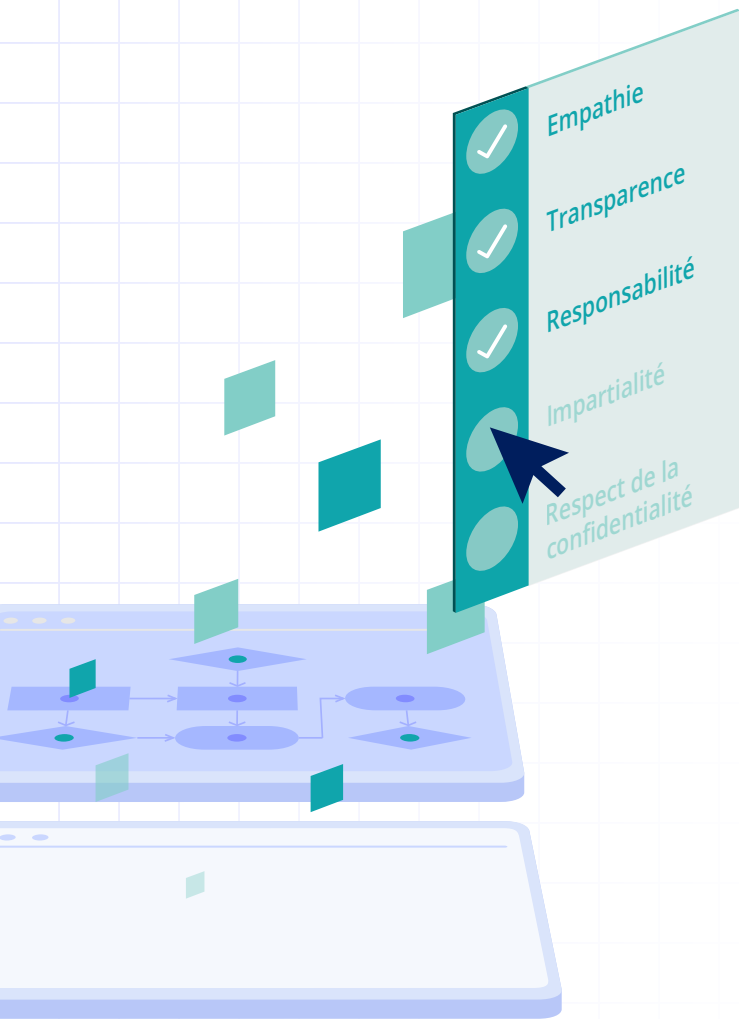 Empathie
Transparence
Responsabilité
Impartialité
Respect de la
confidentialité